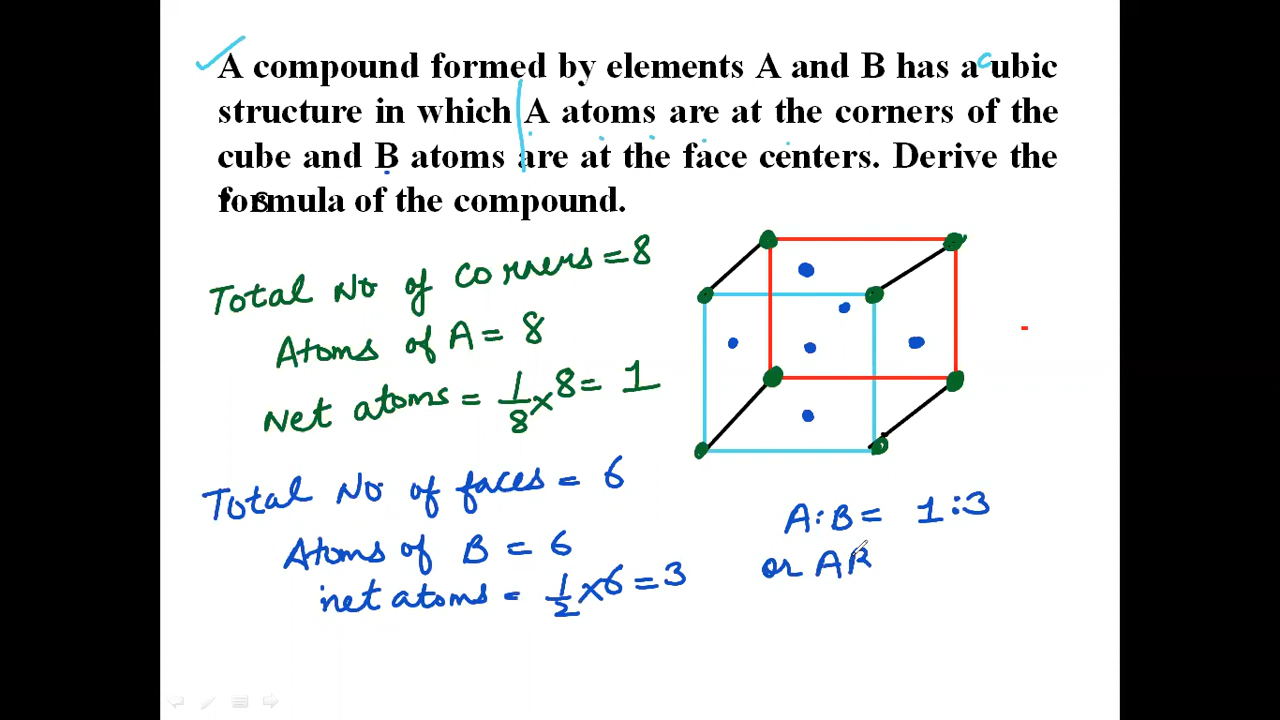 A compound formed by elements A and B has a cubic
structure in which A atoms are at the corners of the
cube and B atoms are at the face centers. Derive the
formula of the compound.
Total No of corners = 8
Atoms of A = 8
Net atoms = 1/8 × 8 = 1
Total No of faces = 6
Atoms of B = 6
net atoms = 1/2 × 6 = 3
A:B = 1:3
or AB